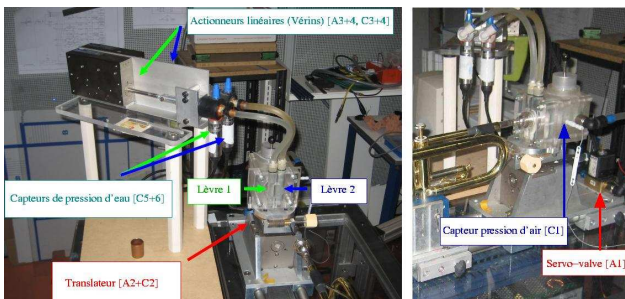 Actionneurs linéaires (Vérins) [A3+4, C3+4]
Capteurs de pression d'eau [C5+6]
Lèvre 1
Lèvre 2
Translateur [A2+C2]
Capteur pression d'air [C1]
Servo-valve [A1]